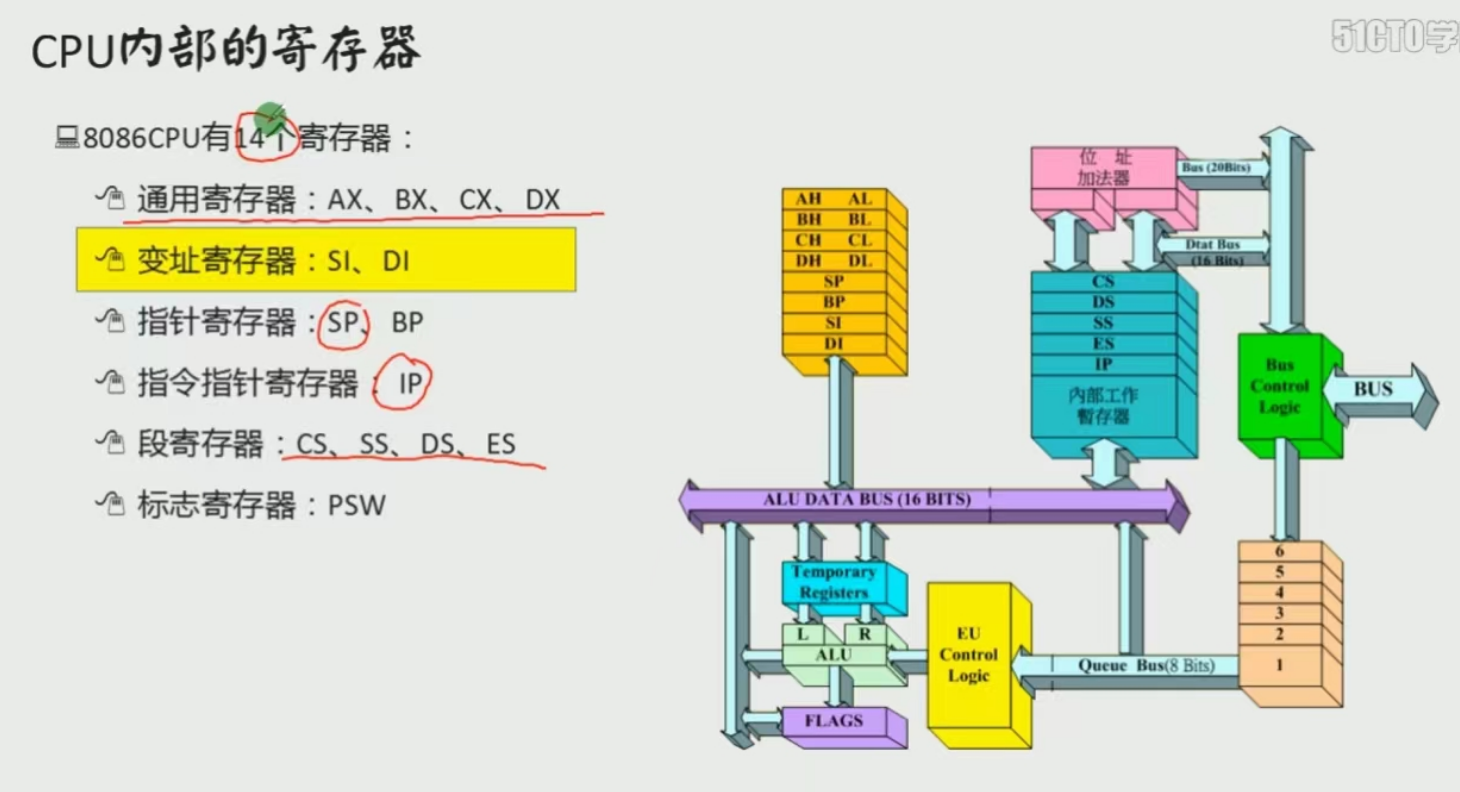 CPU内部的寄存器
51CTO学
8086CPU有14个寄存器：
通用寄存器：AX、BX、CX、DX
变址寄存器：SI、DI
指针寄存器：SP、BP
指令指针寄存器：IP
段寄存器：CS、SS、DS、ES
标志寄存器：PSW
AH AL
BH BL
CH CL
DH DL
SP
BP
SI
DI
位 址
加法器
Bus (20Bits)
Dtat Bus
(16 Bits)
CS
DS
SS
ES
IP
內部工作
暫存器
Bus
Control
Logic
BUS
ALU DATA BUS (16 BITS)
Temporary
Registers
L R
ALU
FLAGS
EU
Control
Logic
Queue Bus(8 Bits)
6
5
4
3
2
1